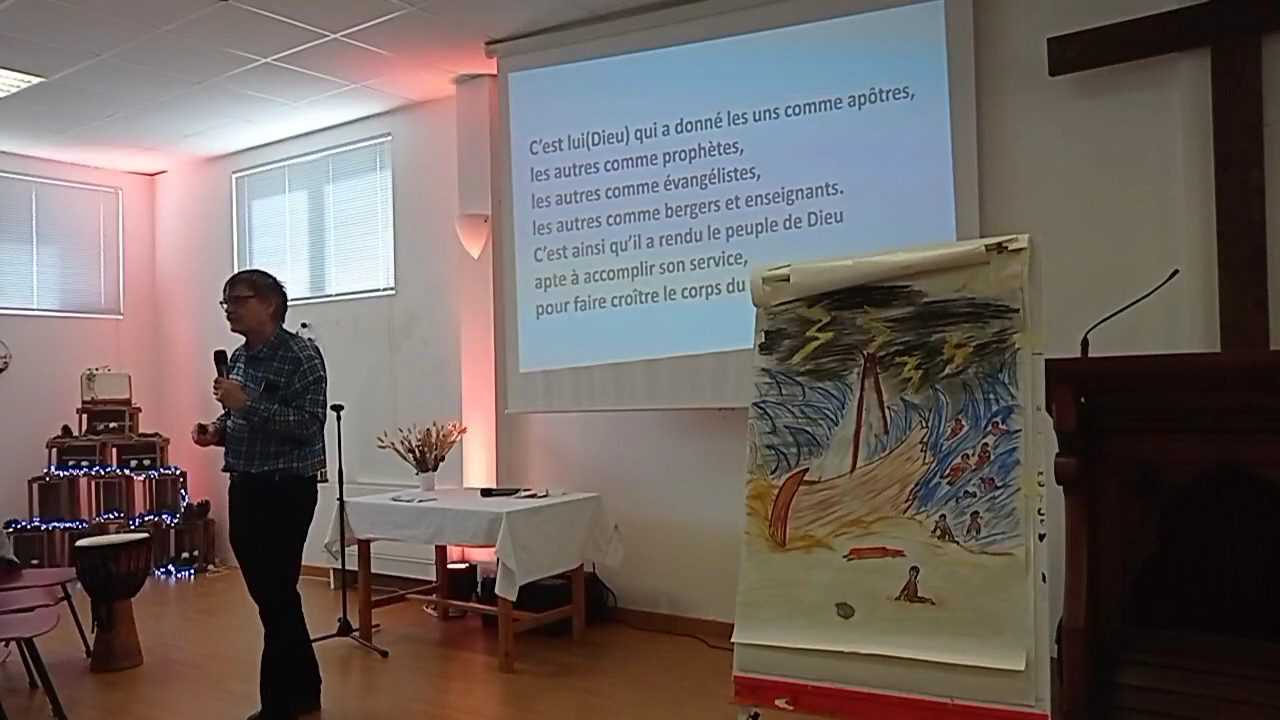 C'est lui(Dieu) qui a donné les uns comme apôtres,
les autres comme prophètes,
les autres comme évangélistes,
les autres comme bergers et enseignants.
C'est ainsi qu'il a rendu le peuple de Dieu
apte à accomplir son service,
pour faire croître le corps du